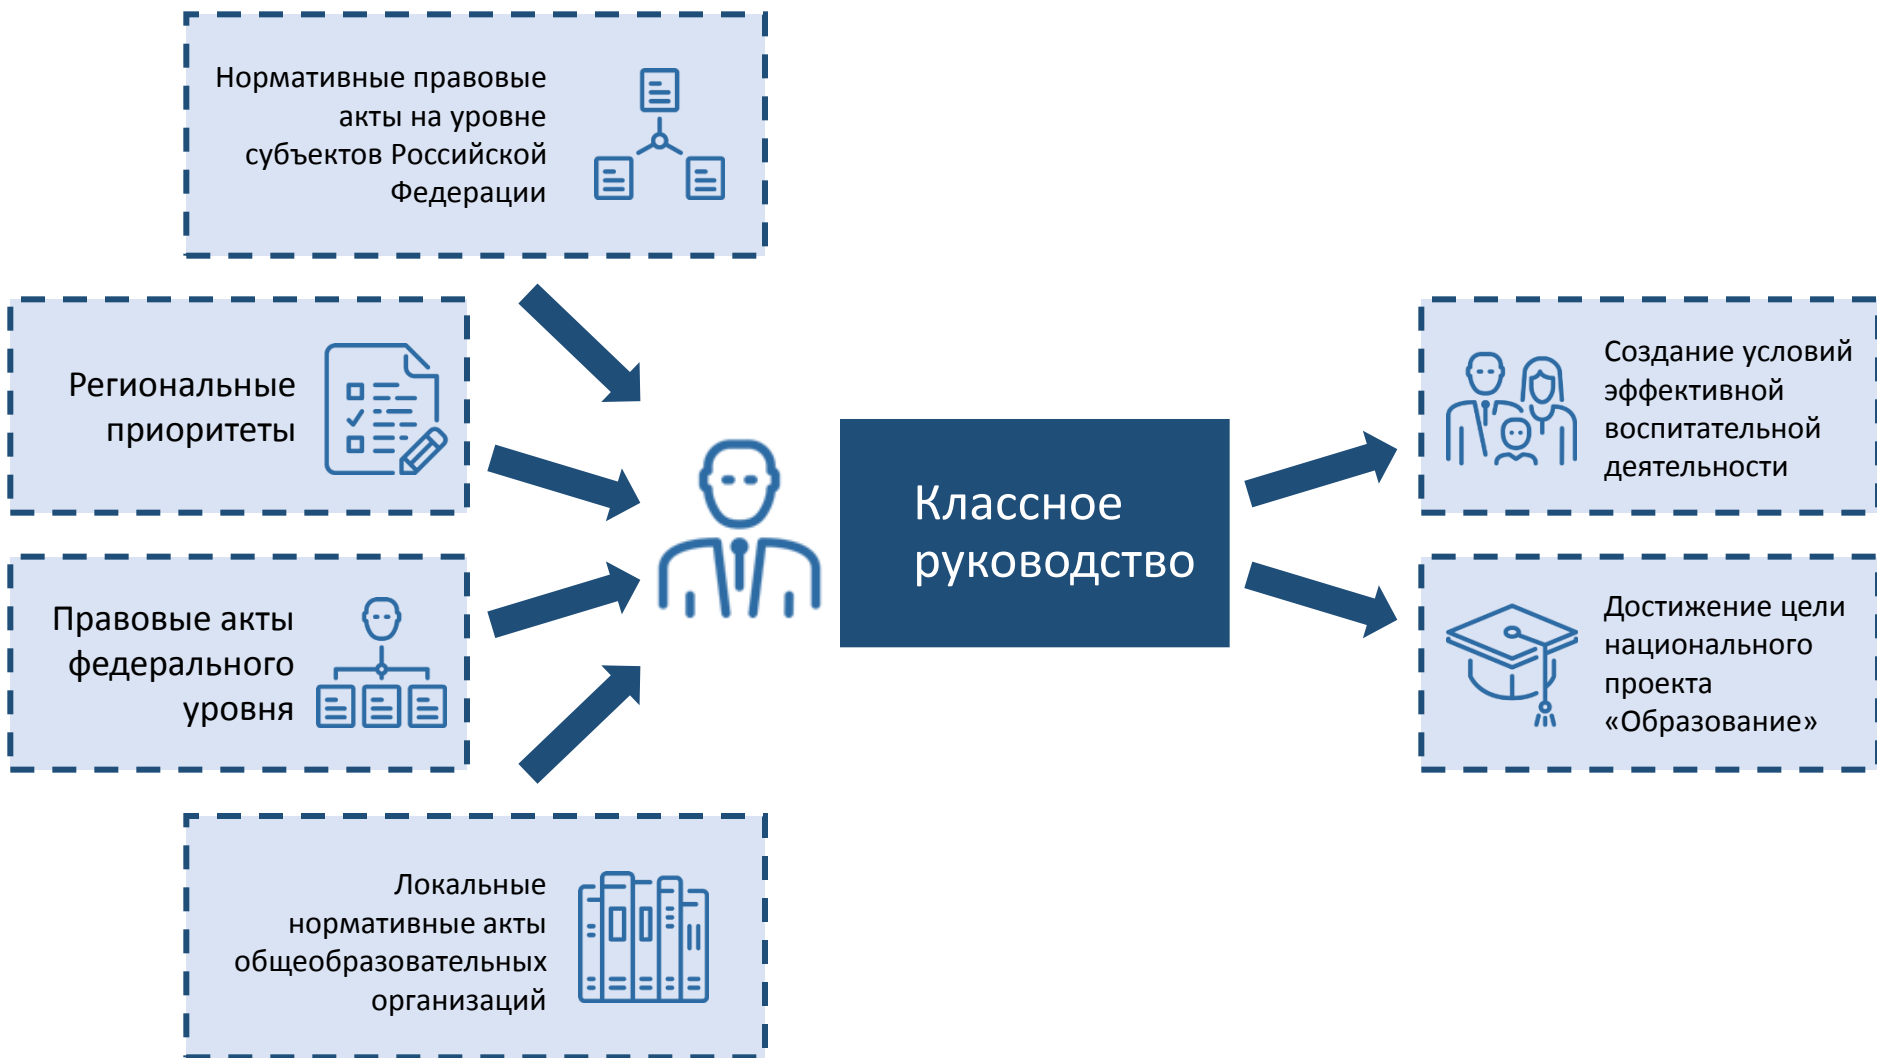 Нормативные правовые
акты на уровне
субъектов Российской
Федерации
Региональные
приоритеты
Правовые акты
федерального
уровня
Локальные
нормативные акты
общеобразовательных
организаций
Классное
руководство
Создание условий
эффективной
воспитательной
деятельности
Достижение цели
национального
проекта
«Образование»